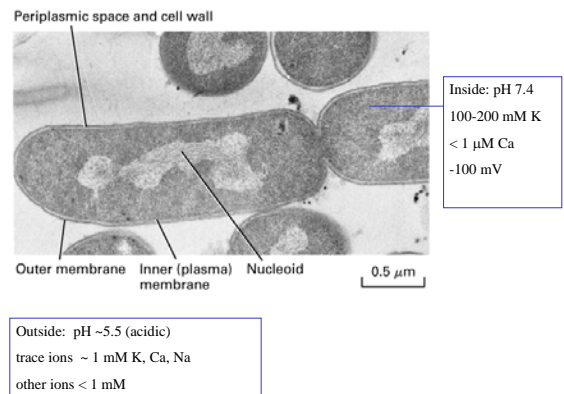 Periplasmic space and cell wall
Inside: pH 7.4
100-200 mM K
< 1 µM Ca
-100 mV
Outer membrane
Inner (plasma)
membrane
Nucleoid
0.5 µm
Outside: pH ~5.5 (acidic)
trace ions ~ 1 mM K, Ca, Na
other ions < 1 mM